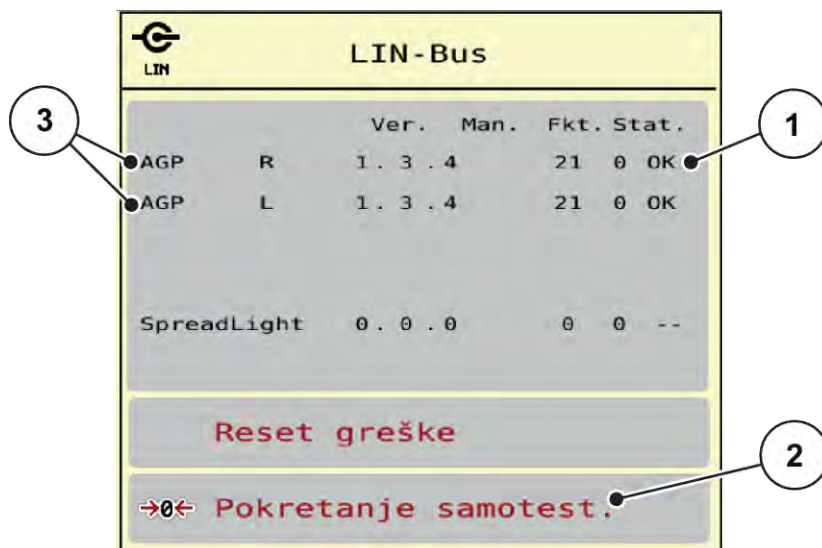 LIN
LIN-Bus
Ver. Man. Fkt. Stat.
3
1
AGP R 1.3.4 21 0 OK
AGP L 1.3.4 21 0 OK
SpreadLight 0.0.0 0 0 --
Reset greške
2
→0← Pokretanje samotest.